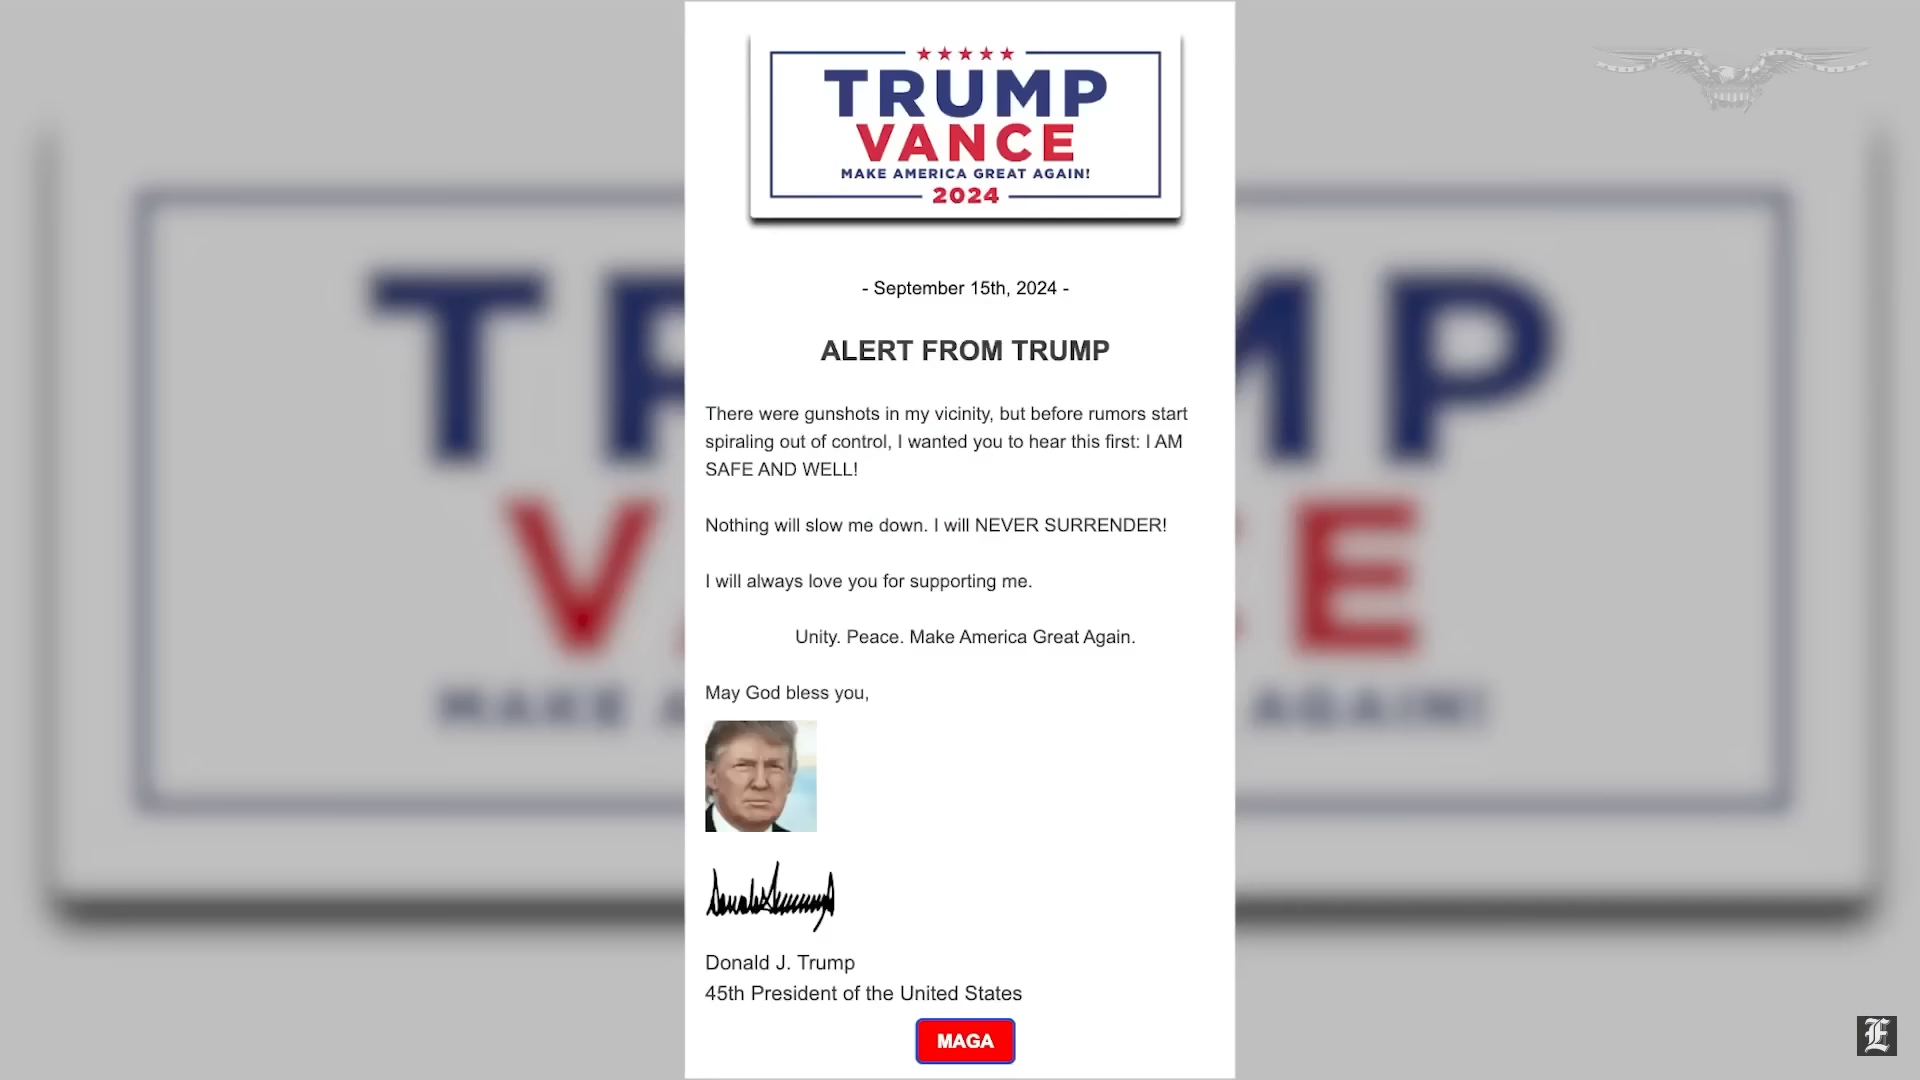 TRUMP
VANCE
MAKE AMERICA GREAT AGAIN!
2024
- September 15th, 2024 -
ALERT FROM TRUMP
There were gunshots in my vicinity, but before rumors start
spiraling out of control, I wanted you to hear this first: I AM
SAFE AND WELL!
Nothing will slow me down. I will NEVER SURRENDER!
I will always love you for supporting me.
Unity. Peace. Make America Great Again.
May God bless you,
Donald J. Trump
45th President of the United States
MAGA
E